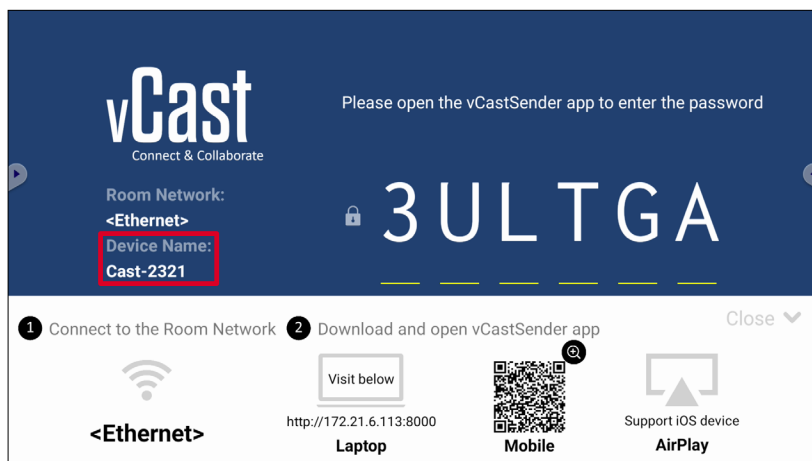 vCast
Connect & Collaborate
Please open the vCastSender app to enter the password
Room Network:
<Ethernet>
Device Name:
Cast-2321
3ULTGA
1 Connect to the Room Network
2 Download and open vCastSender app
Close
<Ethernet>
Visit below
http://172.21.6.113:8000
Laptop
Mobile
Support iOS device
AirPlay